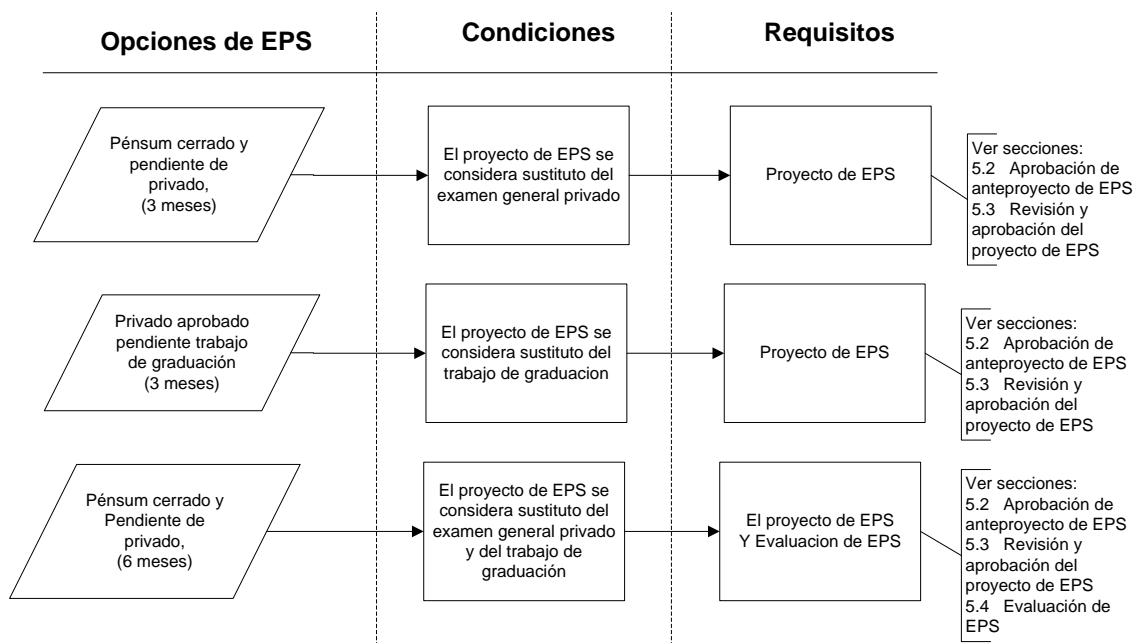 Opciones de EPS
Condiciones
Requisitos
Pénsum cerrado y
pendiente de
privado,
(3 meses)
El proyecto de EPS se
considera sustituto del
examen general privado
Proyecto de EPS
Ver secciones:
5.2 Aprobación de
anteproyecto de EPS
5.3 Revisión y
aprobación del
proyecto de EPS
Privado aprobado
pendiente trabajo
de graduación
(3 meses)
El proyecto de EPS se
considera sustituto del
trabajo de graduacion
Proyecto de EPS
Ver secciones:
5.2 Aprobación de
anteproyecto de EPS
5.3 Revisión y
aprobación del
proyecto de EPS
Pénsum cerrado y
Pendiente de
privado,
(6 meses)
El proyecto de EPS se
considera sustituto del
examen general privado
y del trabajo de
graduación
El proyecto de EPS
Y Evaluacion de EPS
Ver secciones:
5.2 Aprobación de
anteproyecto de EPS
5.3 Revisión y
aprobación del
proyecto de EPS
5.4 Evaluación de
EPS